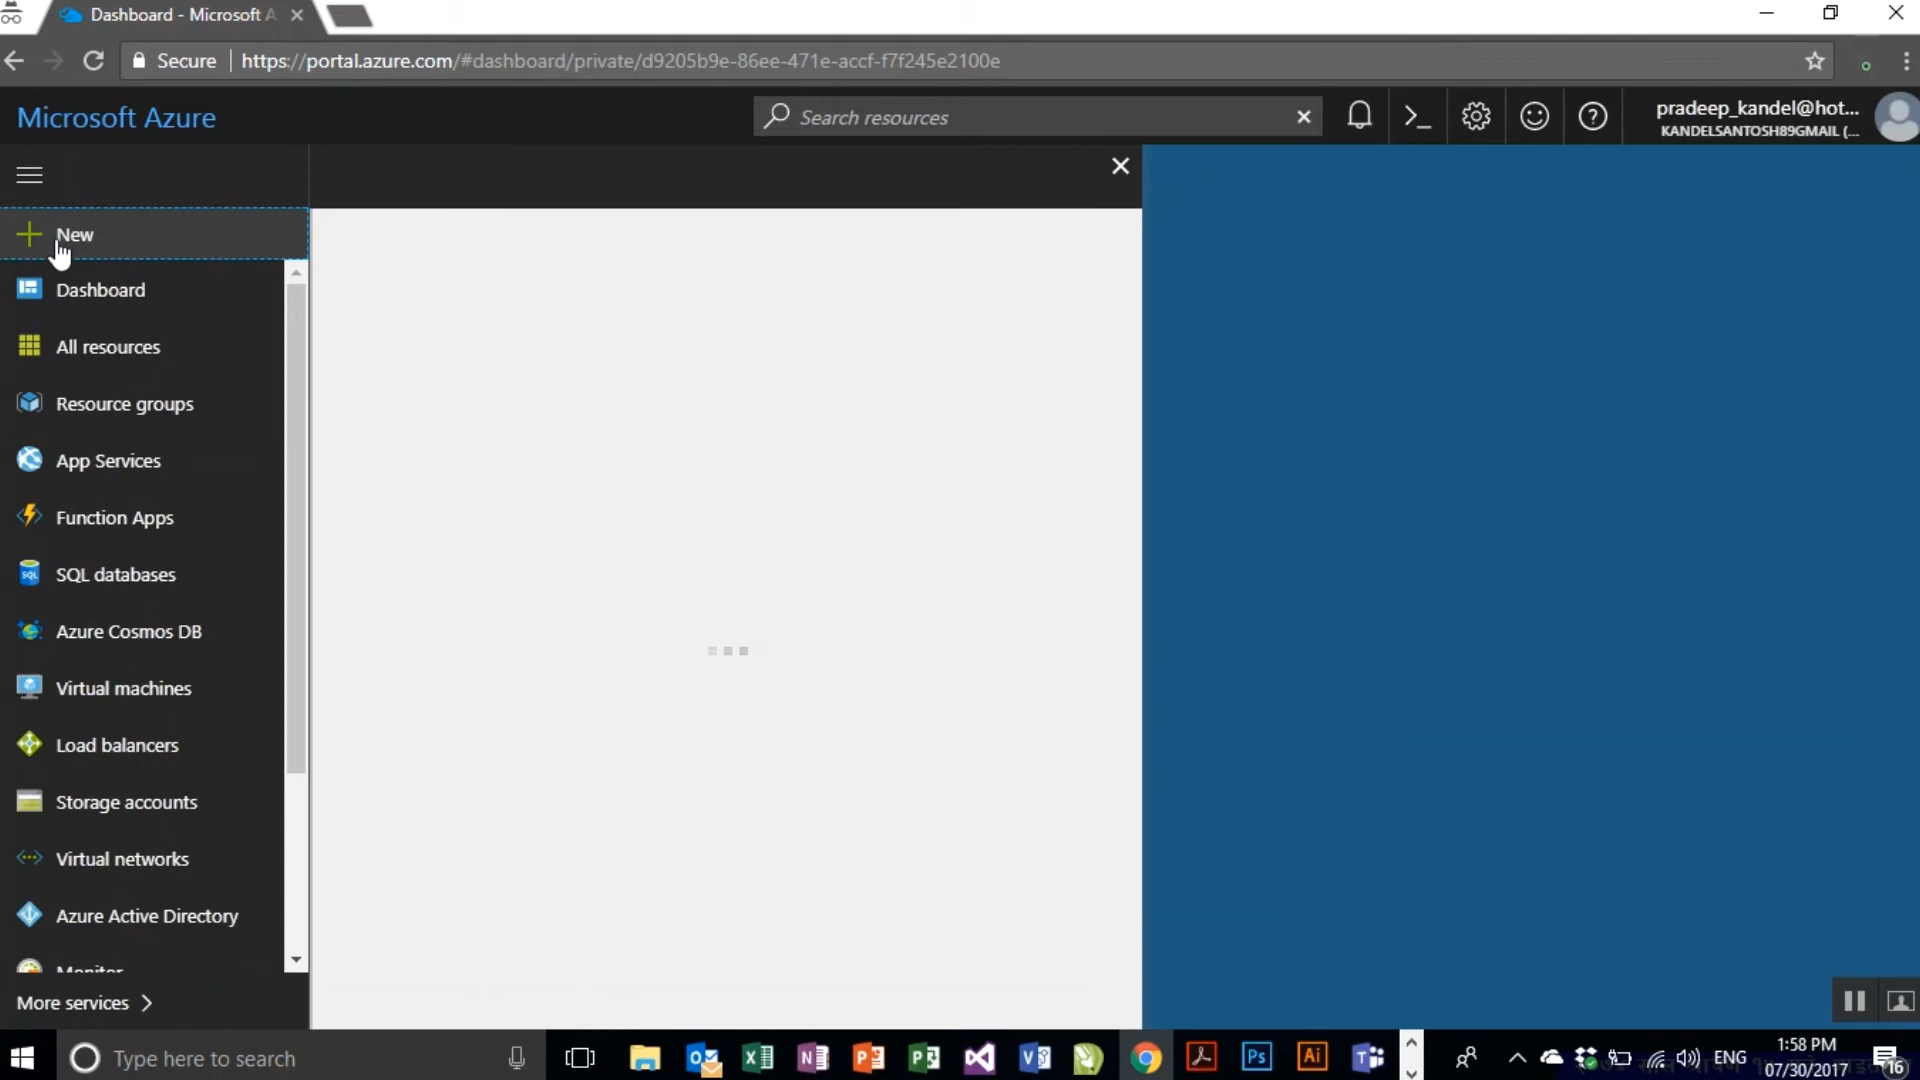 Dashboard - Microsoft A
Secure
https://portal.azure.com/#dashboard/private/d9205b9e-86ee-471e-accf-f7f245e2100e
Microsoft Azure
Search resources
pradeep_kandel@hot...
KANDELSANTOSH89GMAIL (...
New
Dashboard
All resources
Resource groups
App Services
Function Apps
SQL databases
Azure Cosmos DB
Virtual machines
Load balancers
Storage accounts
Virtual networks
Azure Active Directory
Monitor
More services
Type here to search
ENG
1:58 PM
07/30/2017
16